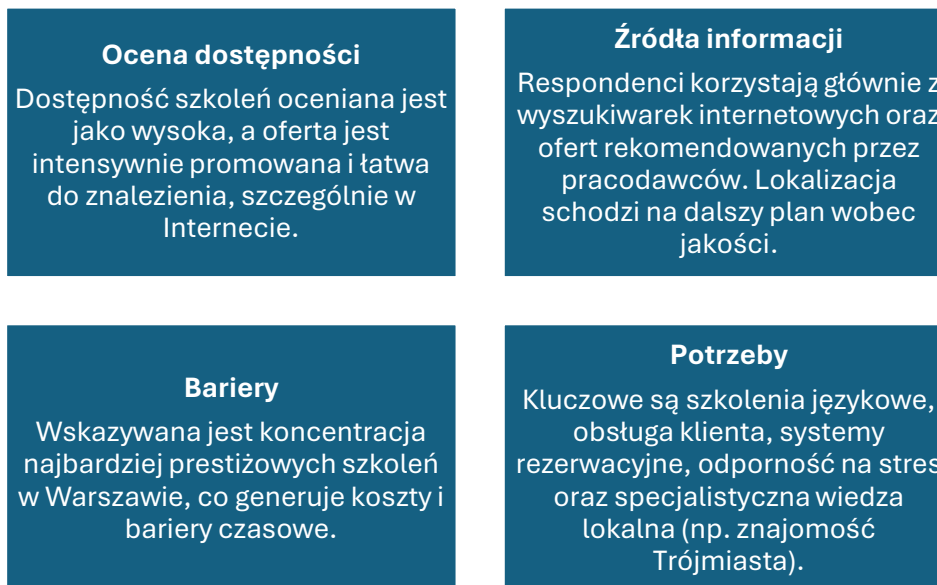 Ocena dostępności
Dostępność szkoleń oceniana jest
jako wysoka, a oferta jest
intensywnie promowana i łatwa
do znalezienia, szczególnie w
Internecie.
Źródła informacji
Respondenci korzystają głównie z
wyszukiwarek internetowych oraz
ofert rekomendowanych przez
pracodawców. Lokalizacja
schodzi na dalszy plan wobec
jakości.
Bariery
Wskazywana jest koncentracja
najbardziej prestiżowych szkoleń
w Warszawie, co generuje koszty i
bariery czasowe.
Potrzeby
Kluczowe są szkolenia językowe,
obsługa klienta, systemy
rezerwacyjne, odporność na stres
oraz specjalistyczna wiedza
lokalna (np. znajomość
Trójmiasta).